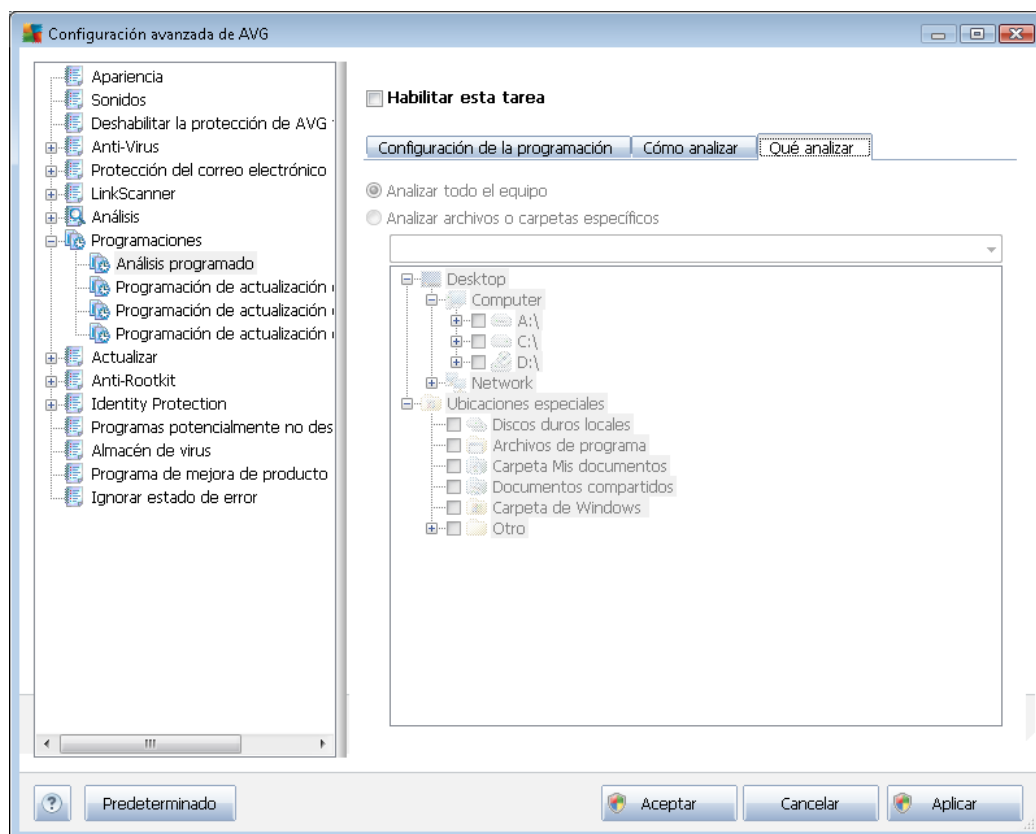 Configuración avanzada de AVG
Apariencia
Sonidos
Deshabilitar la protección de AVG
Anti-Virus
Protección del correo electrónico
LinkScanner
Análisis
Programaciones
Análisis programado
Programación de actualización
Programación de actualización
Programación de actualización
Actualizar
Anti-Rootkit
Identity Protection
Programas potencialmente no des
Almacén de virus
Programa de mejora de producto
Ignorar estado de error
Habilitar esta tarea
Configuración de la programación
Cómo analizar
Qué analizar
Analizar todo el equipo
Analizar archivos o carpetas específicos
Desktop
Computer
A:\
C:\
D:\
Network
Ubicaciones especiales
Discos duros locales
Archivos de programa
Carpeta Mis documentos
Documentos compartidos
Carpeta de Windows
Otro
?
Predeterminado
Aceptar
Cancelar
Aplicar